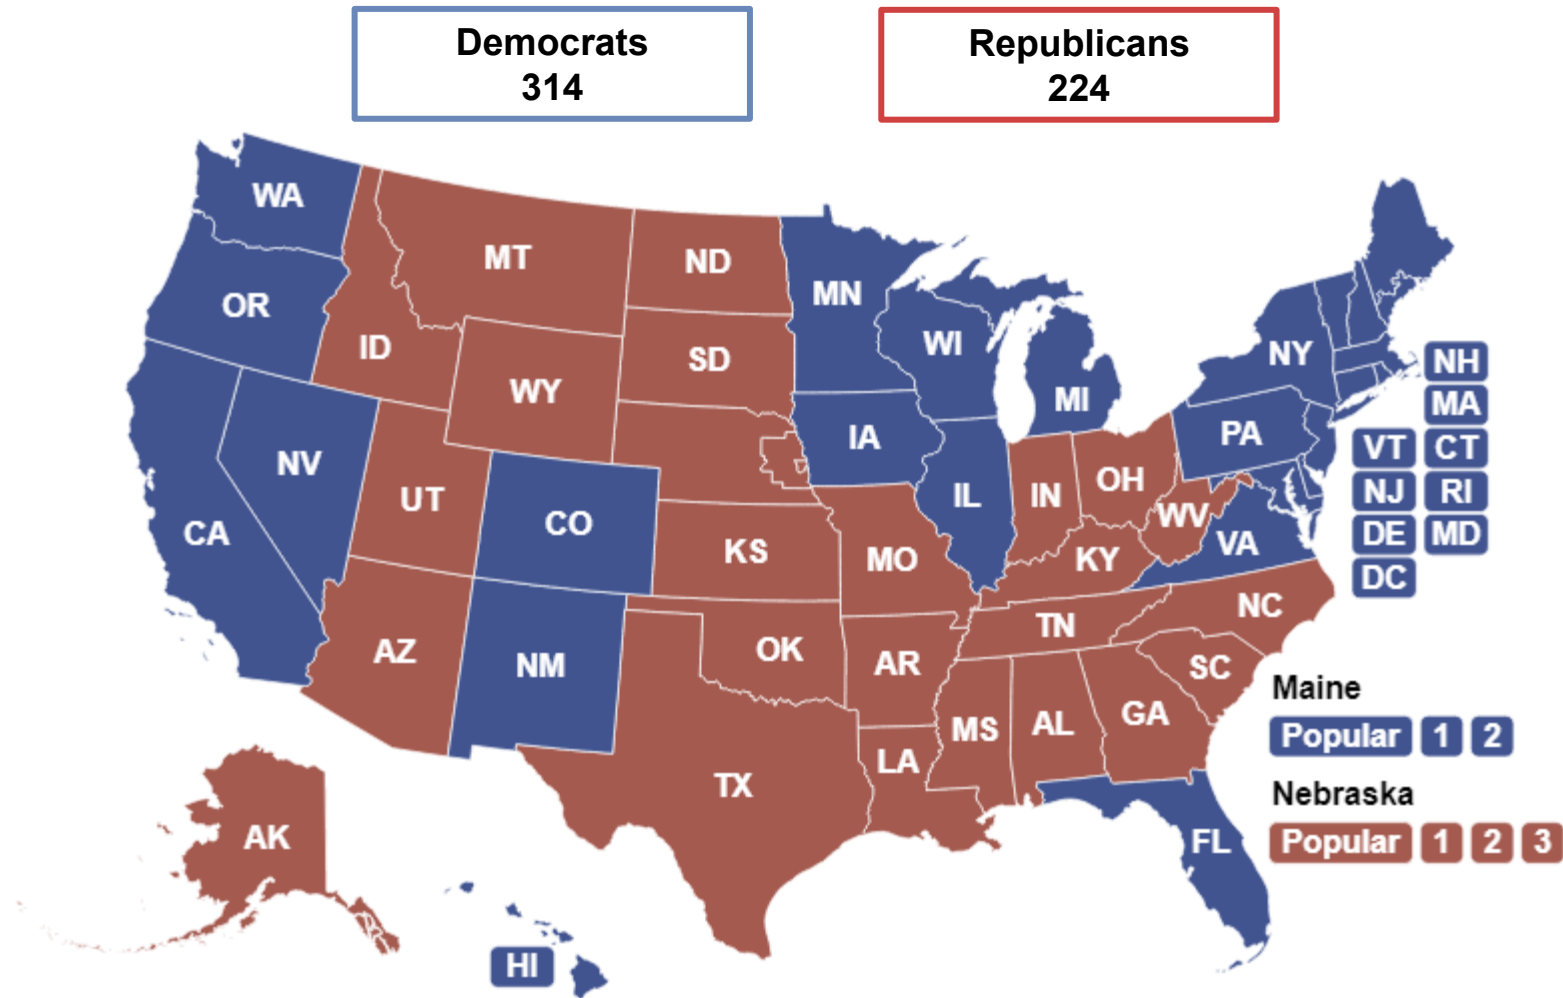 Democrats
314
Republicans
224
WA
OR
CA
NV
ID
MT
WY
UT
AZ
CO
NM
ND
SD
KS
OK
TX
MN
IA
MO
AR
LA
WI
IL
MI
IN
OH
KY
TN
MS
AL
GA
FL
SC
NC
VA
WV
PA
NY
NH
MA
VT
CT
NJ
RI
DE
MD
DC
AK
HI
Maine
Popular 1 2
Nebraska
Popular 1 2 3